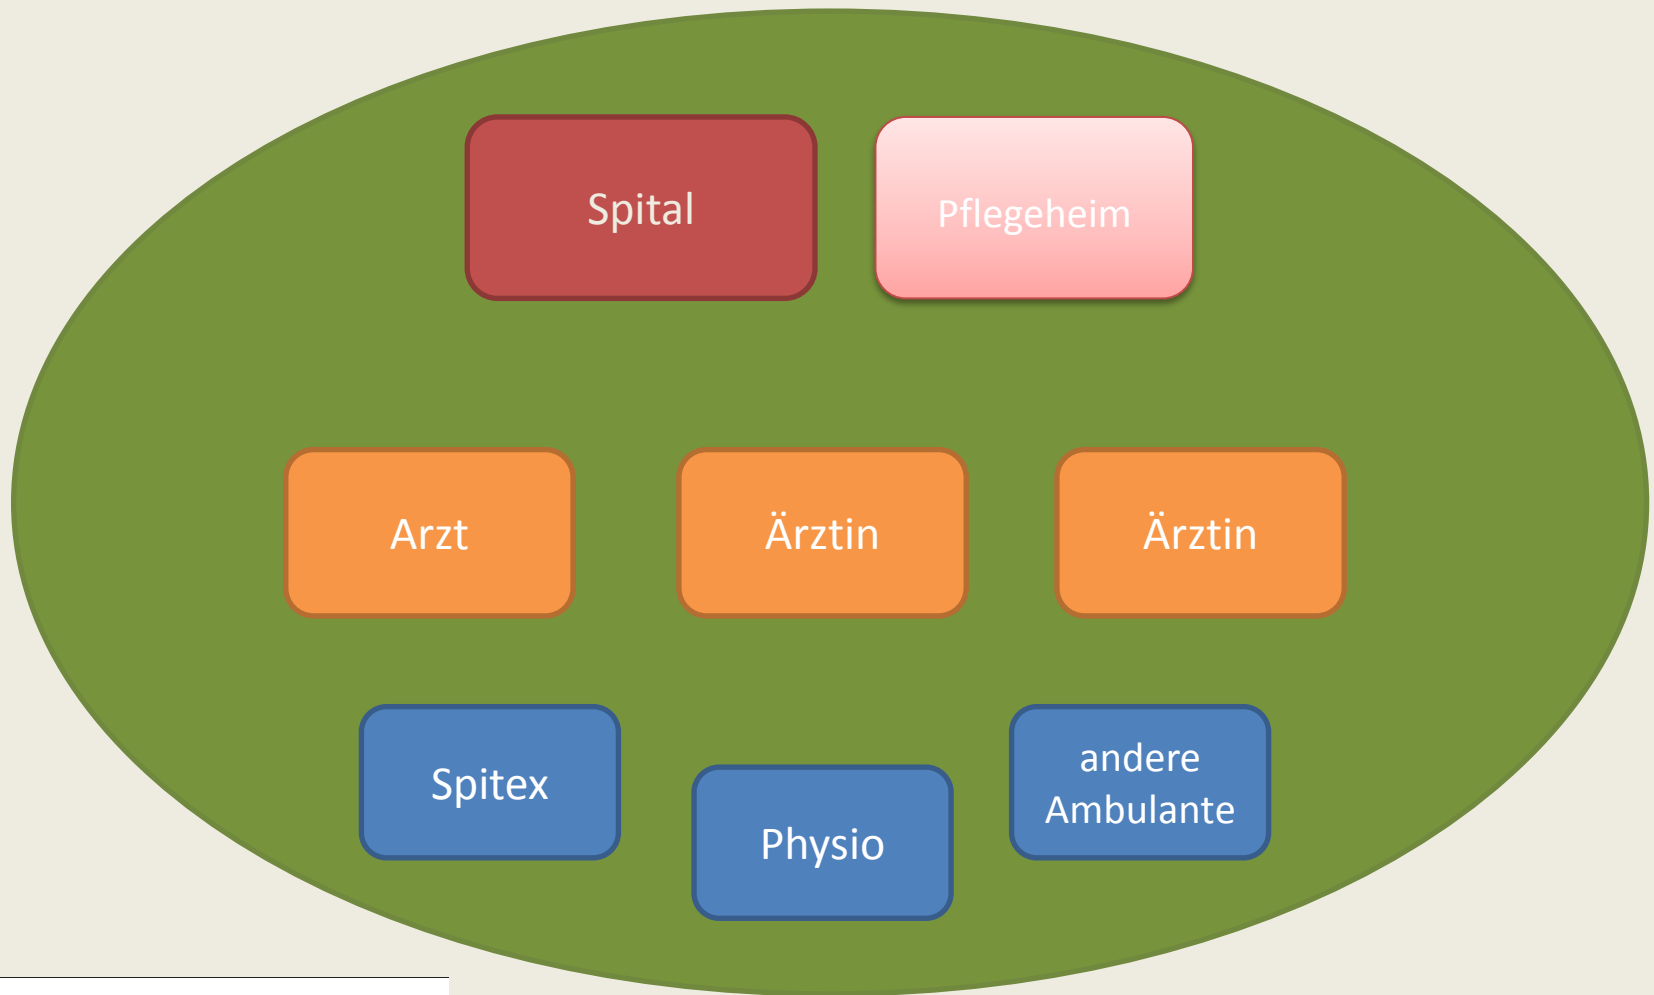 Spital
Pflegeheim
Arzt
Ärztin
Ärztin
Spitex
Physio
andere
Ambulante